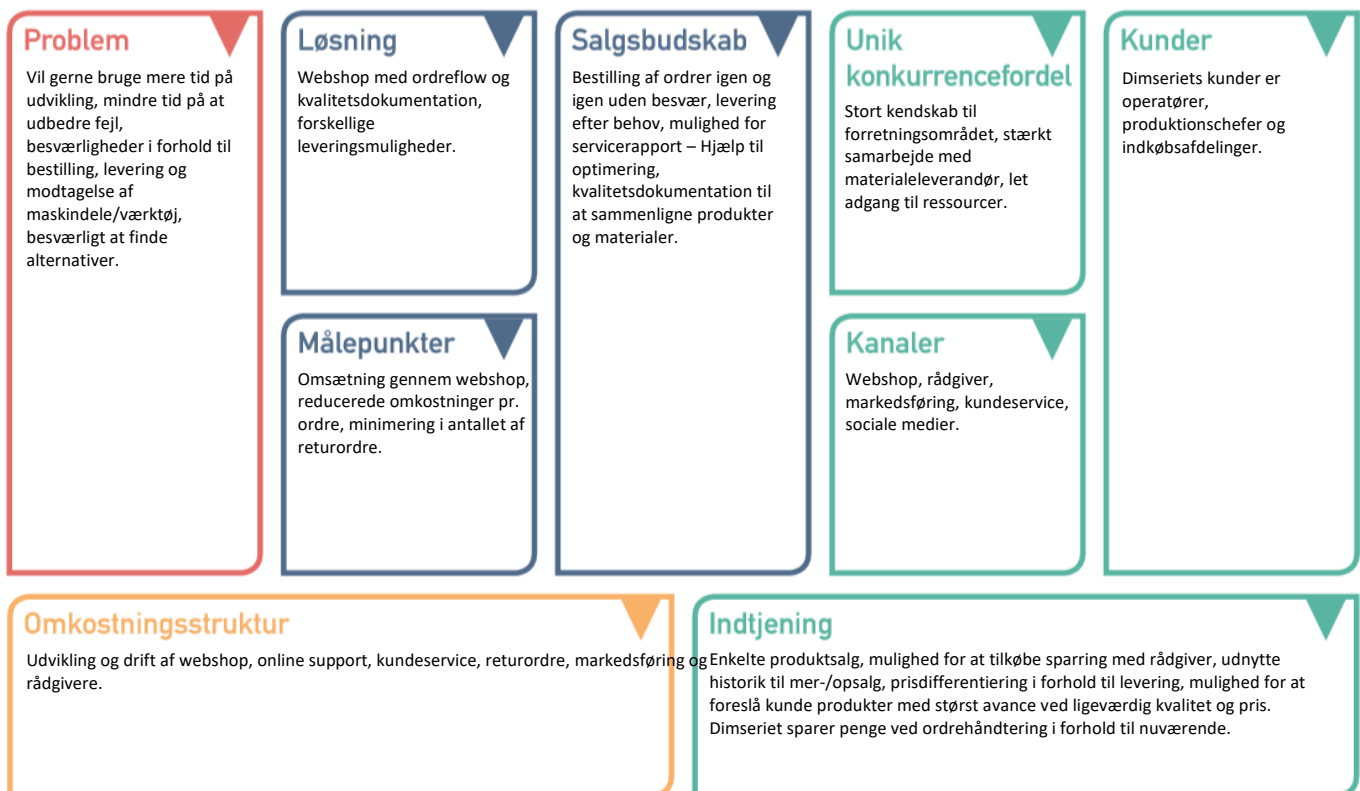 Problem
Vil gerne bruge mere tid på
udvikling, mindre tid på at
udbedre fejl,
besværligheder i forhold til
bestilling, levering og
modtagelse af
maskindele/værktøj,
besværligt at finde
alternativer.
Løsning
Webshop med ordreflow og
kvalitetsdokumentation,
forskellige
leveringsmuligheder.
Målepunkter
Omsætning gennem webshop,
reducerede omkostninger pr.
ordre, minimering i antallet af
returordre.
Salgsbudskab
Bestilling af ordrer igen og
igen uden besvær, levering
efter behov, mulighed for
servicerapport – Hjælp til
optimering,
kvalitetsdokumentation til
at sammenligne produkter
og materialer.
Unik
konkurrencefordel
Stort kendskab til
forretningsområdet, stærkt
samarbejde med
materialeleverandør, let
adgang til ressourcer.
Kanaler
Webshop, rådgiver,
markedsføring, kundeservice,
sociale medier.
Kunder
Dimseriets kunder er
operatører,
produktionschefer og
indkøbsafdelinger.
Omkostningsstruktur
Udvikling og drift af webshop, online support, kundeservice, returordre, markedsføring og
rådgivere.
Indtjening
Enkelte produktsalg, mulighed for at tilkøbe sparring med rådgiver, udnytte
historik til mer-/opsalg, prisdifferentiering i forhold til levering, mulighed for at
foreslå kunde produkter med størst avance ved ligeværdig kvalitet og pris.
Dimseriet sparer penge ved ordrehåndtering i forhold til nuværende.